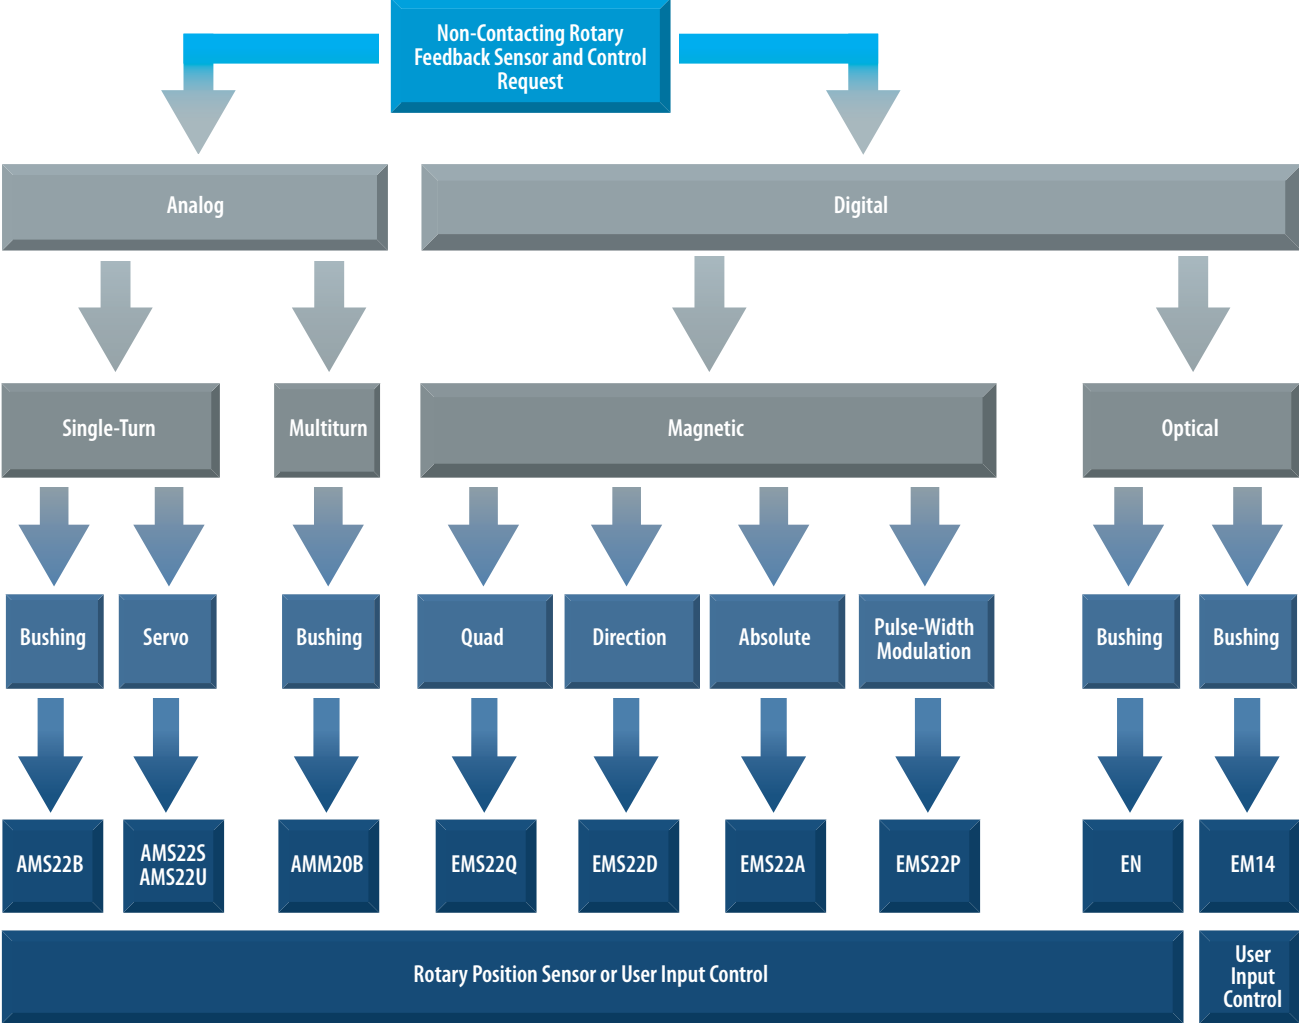 Non-Contacting Rotary
Feedback Sensor and Control
Request
Analog
Digital
Single-Turn
Multiturn
Magnetic
Optical
Bushing
Servo
Bushing
Quad
Direction
Absolute
Pulse-Width
Modulation
Bushing
Bushing
AMS22B
AMS22S
AMS22U
AMM20B
EMS22Q
EMS22D
EMS22A
EMS22P
EN
EM14
Rotary Position Sensor or User Input Control
User
Input
Control